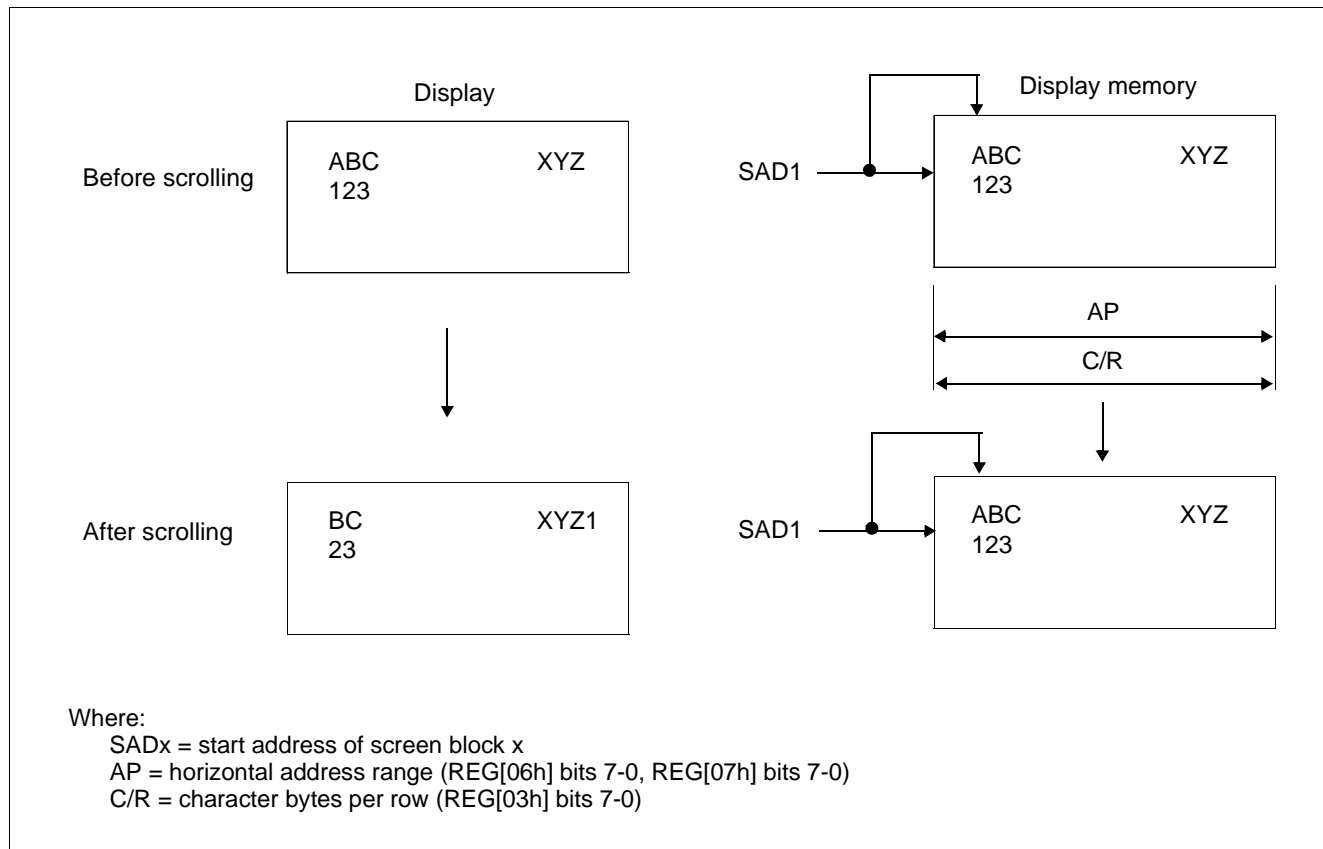 Display
Display memory
Before scrolling
ABC XYZ
123
SAD1
ABC XYZ
123
AP
C/R
After scrolling
BC XYZ1
23
SAD1
ABC XYZ
123
Where:
SADx = start address of screen block x
AP = horizontal address range (REG[06h] bits 7-0, REG[07h] bits 7-0)
C/R = character bytes per row (REG[03h] bits 7-0)